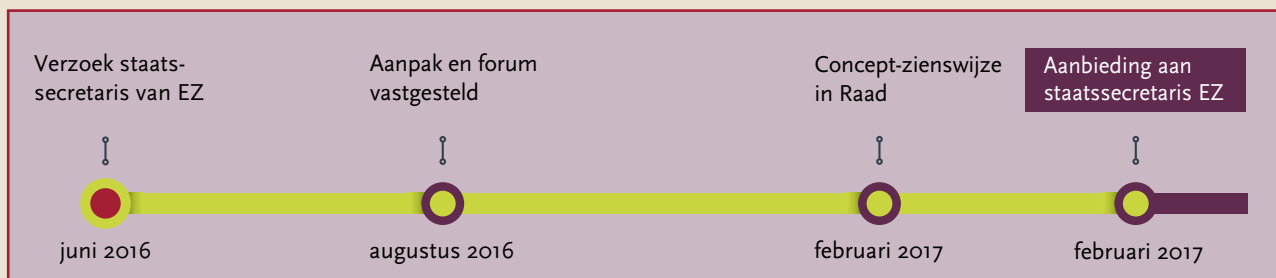 Verzoek staats-
secretaris van EZ
Aanpak en forum
vastgesteld
Concept-zienswijze
in Raad
Aanbieding aan
staatssecretaris EZ
juni 2016
augustus 2016
februari 2017
februari 2017